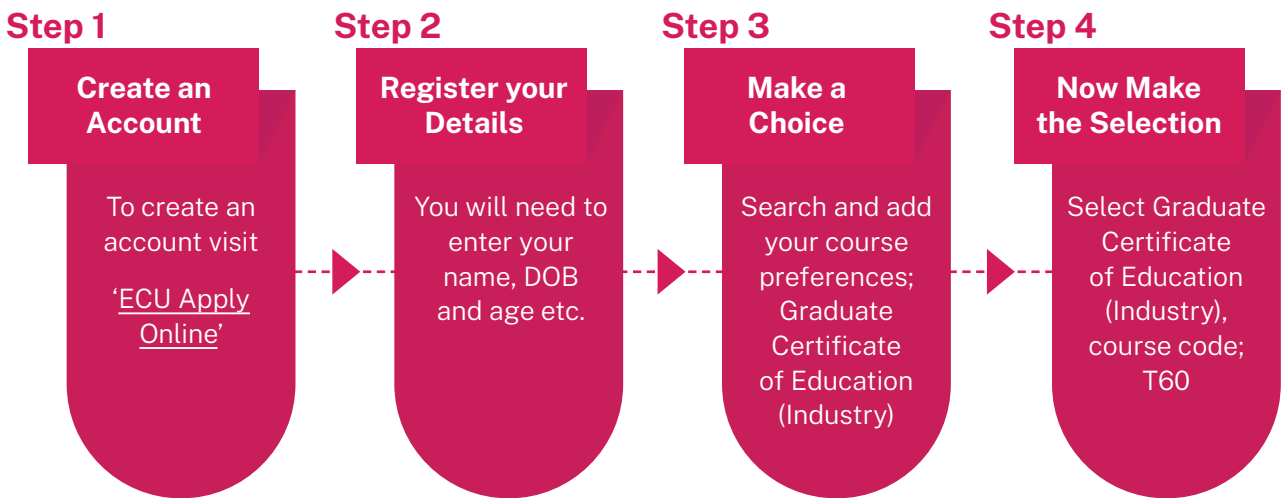 Step 1
Create an
Account
To create an
account visit
‘ECU Apply
Online’
Step 2
Register your
Details
You will need to
enter your
name, DOB
and age etc.
Step 3
Make a
Choice
Search and add
your course
preferences;
Graduate
Certificate
of Education
(Industry)
Step 4
Now Make
the Selection
Select Graduate
Certificate
of Education
(Industry),
course code;
T60